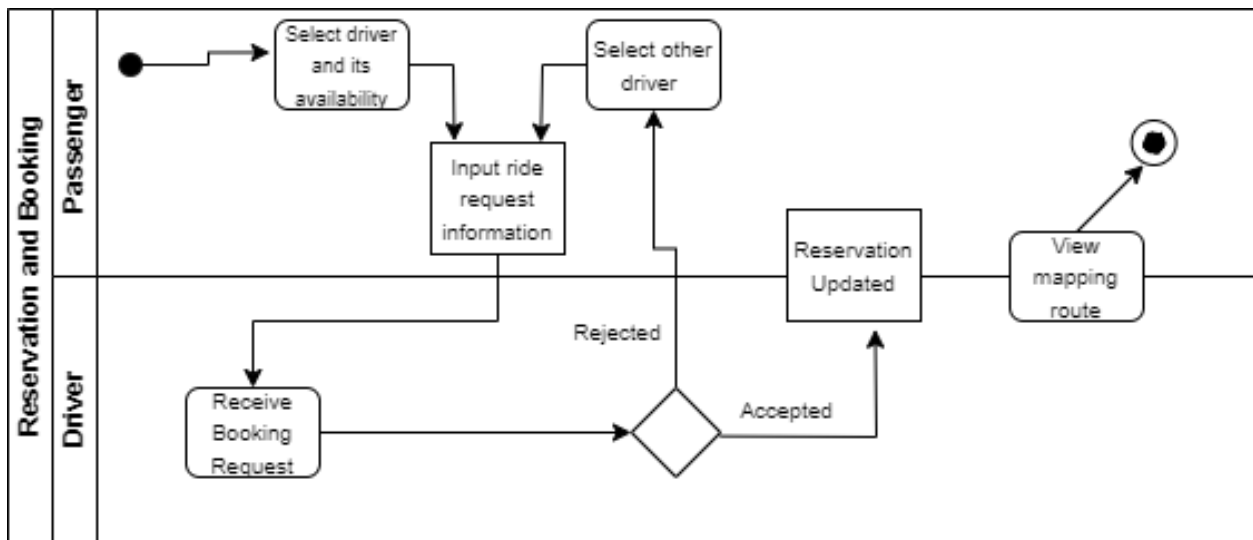 Reservation and Booking
Passenger
Select driver
and its
availability
Select other
driver
Input ride
request
information
Reservation
Updated
View
mapping
route
Driver
Rejected
Accepted
Receive
Booking
Request